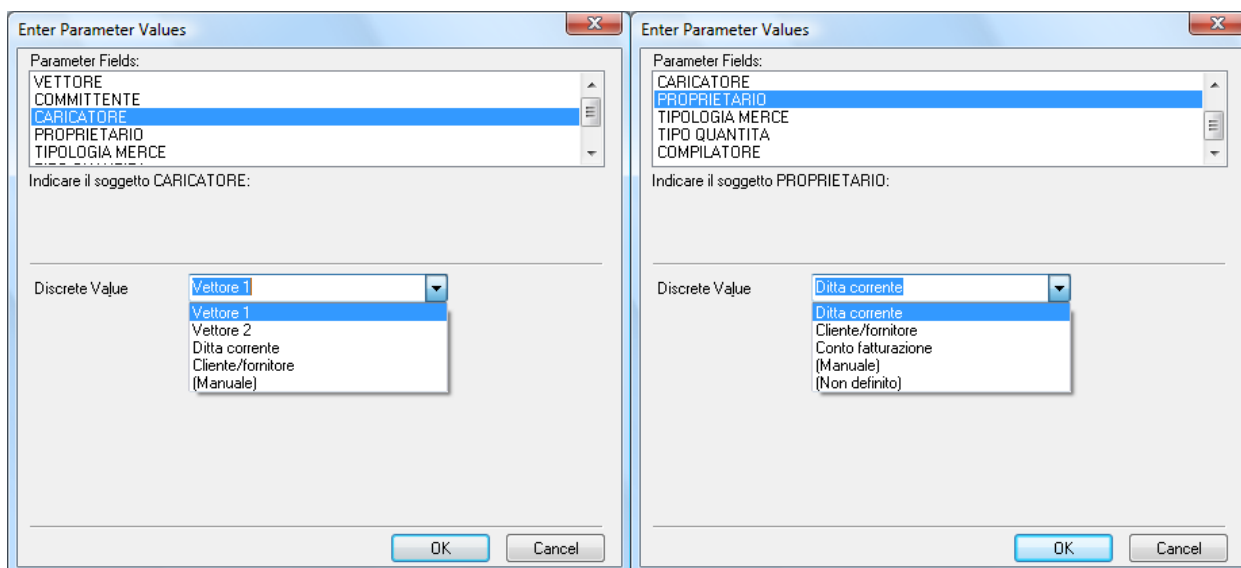 Enter Parameter Values
Parameter Fields:
VETTORE
COMMITTENTE
CARICATORE
PROPRIETARIO
TIPOLOGIA MERCE
Indicare il soggetto CARICATORE:
Discrete Value
Vettore 1
Vettore 1
Vettore 2
Ditta corrente
Cliente/fornitore
(Manuale)
OK
Cancel
Enter Parameter Values
Parameter Fields:
CARICATORE
PROPRIETARIO
TIPOLOGIA MERCE
TIPO QUANTITA
COMPILATORE
Indicare il soggetto PROPRIETARIO:
Discrete Value
Ditta corrente
Ditta corrente
Cliente/fornitore
Conto fatturazione
(Manuale)
(Non definito)
OK
Cancel